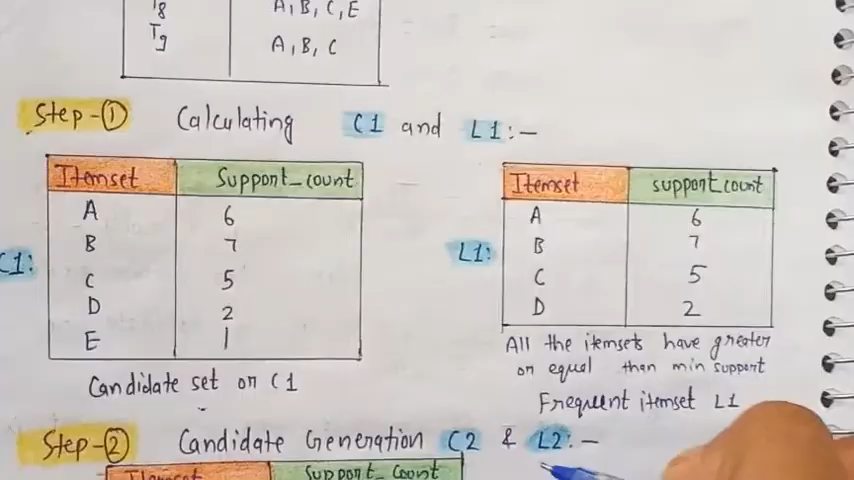 T8 A, B, C, E
T9 A, B, C
Step-① Calculating C1 and L1:-
C1:
Itemset Support_count
A 6
B 7
C 5
D 2
E 1
Candidate set or C1
L1:
Itemset support_count
A 6
B 7
C 5
D 2
All the itemsets have greater
or equal than min support
Frequent itemset L1
Step-② Candidate Generation C2 & L2:-
Itemset Support_Count